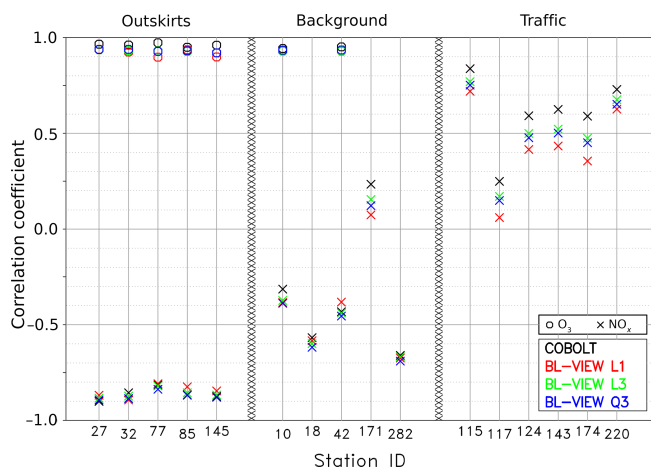 Outskirts Background Traffic
1.0
0.5
0.0
−0.5
−1.0
Correlation coefficient
O₃ NOₓ
COBOLT
BL−VIEW L1
BL−VIEW L3
BL−VIEW Q3
27 32 77 85 145 10 18 42 171 282 115 117 124 143 174 220
Station ID